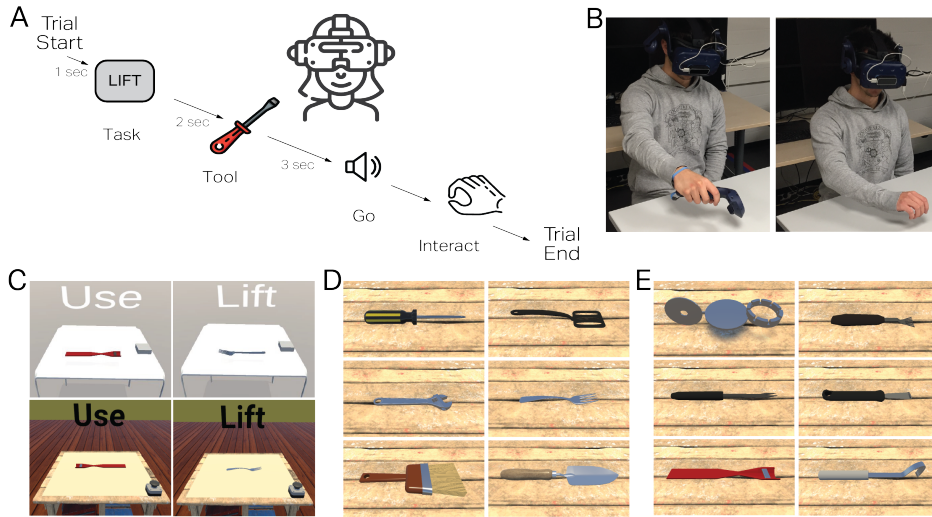 A
Trial
Start
1 sec
LIFT
Task
2 sec
Tool
3 sec
Go
Interact
Trial
End
B
C
Use
Lift
Use
Lift
D
E